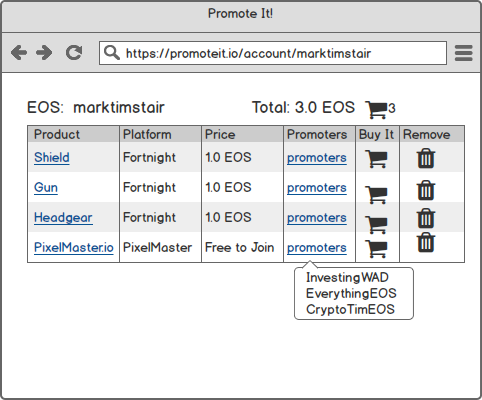 Promote It!
https://promoteit.io/account/marktimstair
EOS: marktimstair Total: 3.0 EOS 3
Product Platform Price Promoters Buy It Remove
Shield Fortnight 1.0 EOS promoters
Gun Fortnight 1.0 EOS promoters
Headgear Fortnight 1.0 EOS promoters
PixelMaster.io PixelMaster Free to Join promoters
InvestingWAD
EverythingEOS
CryptoTimEOS